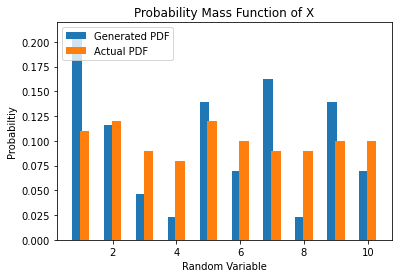 Probability Mass Function of X
Generated PDF
Actual PDF
0.200
0.175
0.150
0.125
0.100
0.075
0.050
0.025
0.000
Probabiltiy
2 4 6 8 10
Random Variable